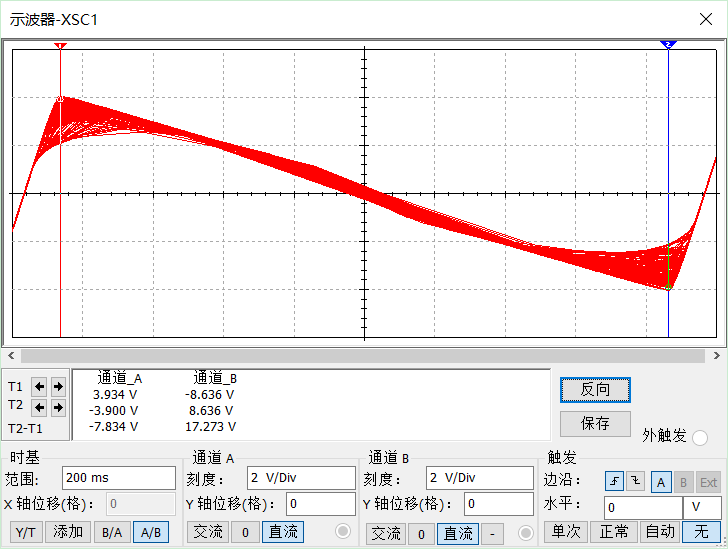 示波器-XSC1
1
2
通道_A 通道_B
T1 3.934 V -8.636 V
T2 -3.900 V 8.636 V
T2-T1 -7.834 V 17.273 V
反向
保存
外触发
时基 通道 A 通道 B 触发
范围: 200 ms 刻度: 2 V/Div 刻度: 2 V/Div 边沿: A B Ext
X 轴位移(格): 0 Y 轴位移(格): 0 Y 轴位移(格): 0 水平: 0 V
Y/T 添加 B/A A/B 交流 0 直流 交流 0 直流 - 单次 正常 自动 无